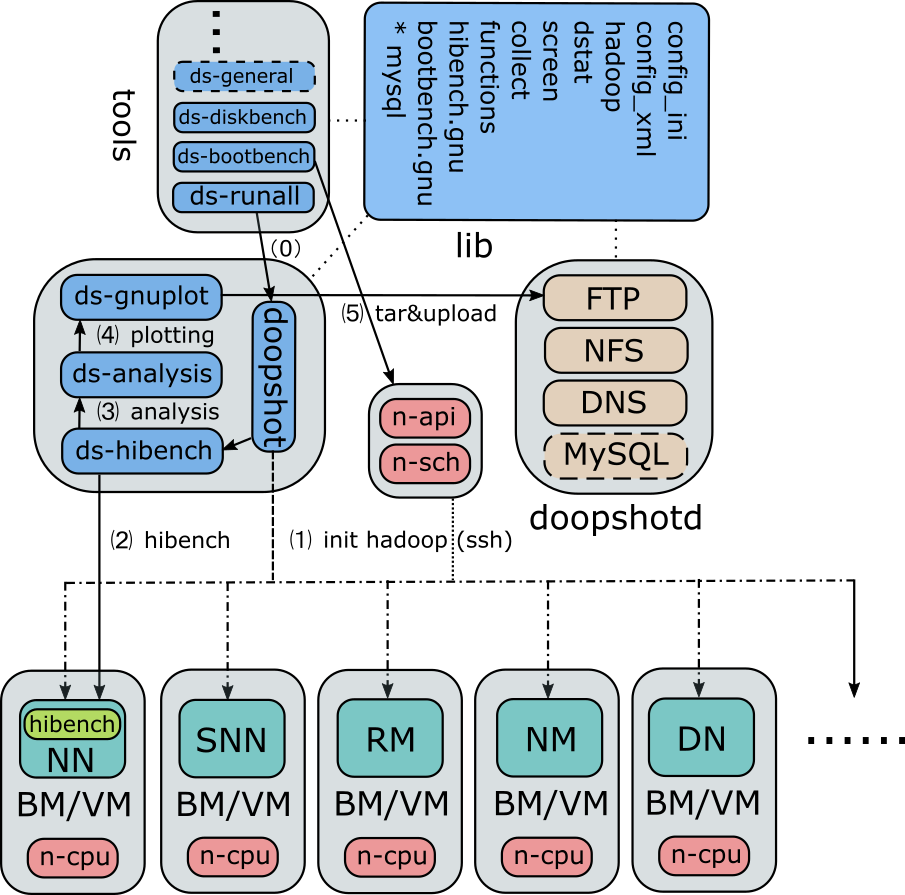 ds-general
ds-diskbench
ds-bootbench
ds-runall
tools
config_ini
config_xml
hadoop
dstat
screen
collect
functions
hibench.gnu
bootbench.gnu
* mysql
lib
(0)
ds-gnuplot
(4) plotting
ds-analysis
(3) analysis
ds-hibench
doopshot
(5) tar&upload
n-api
n-sch
FTP
NFS
DNS
MySQL
doopshotd
(2) hibench
(1) init hadoop (ssh)
hibench
NN
BM/VM
n-cpu
SNN
BM/VM
n-cpu
RM
BM/VM
n-cpu
NM
BM/VM
n-cpu
DN
BM/VM
n-cpu